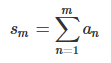 $s_m = \sum_{n=1}^{m} a_n$